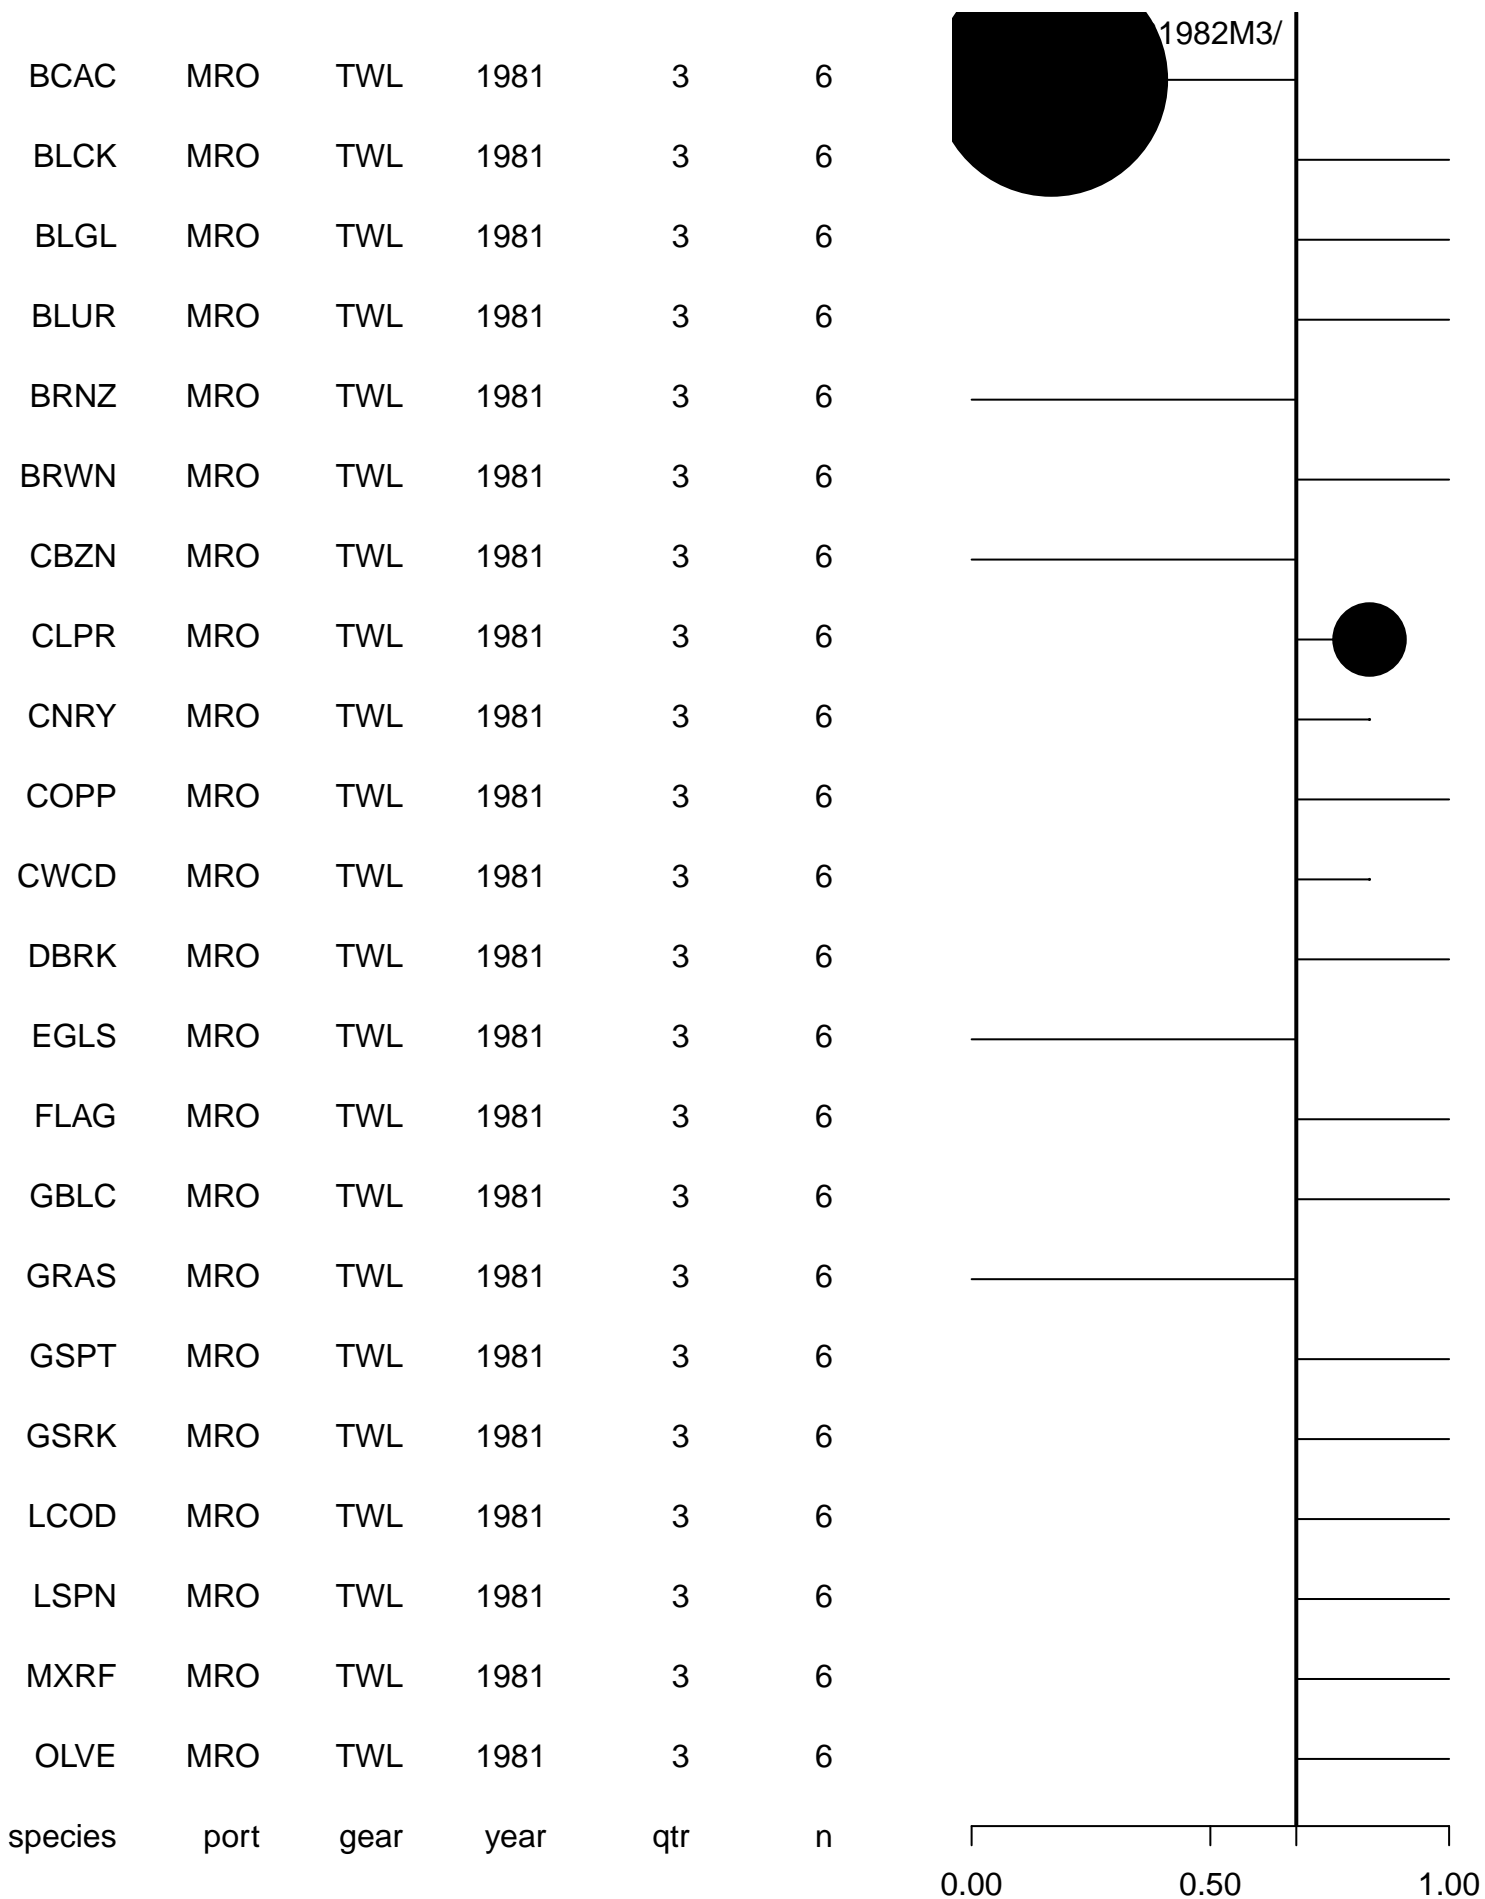 1982M3/
BCAC MRO TWL 1981 3 6
BLCK MRO TWL 1981 3 6
BLGL MRO TWL 1981 3 6
BLUR MRO TWL 1981 3 6
BRNZ MRO TWL 1981 3 6
BRWN MRO TWL 1981 3 6
CBZN MRO TWL 1981 3 6
CLPR MRO TWL 1981 3 6
CNRY MRO TWL 1981 3 6
COPP MRO TWL 1981 3 6
CWCD MRO TWL 1981 3 6
DBRK MRO TWL 1981 3 6
EGLS MRO TWL 1981 3 6
FLAG MRO TWL 1981 3 6
GBLC MRO TWL 1981 3 6
GRAS MRO TWL 1981 3 6
GSPT MRO TWL 1981 3 6
GSRK MRO TWL 1981 3 6
LCOD MRO TWL 1981 3 6
LSPN MRO TWL 1981 3 6
MXRF MRO TWL 1981 3 6
OLVE MRO TWL 1981 3 6
species port gear year qtr n
0.00 0.50 1.00